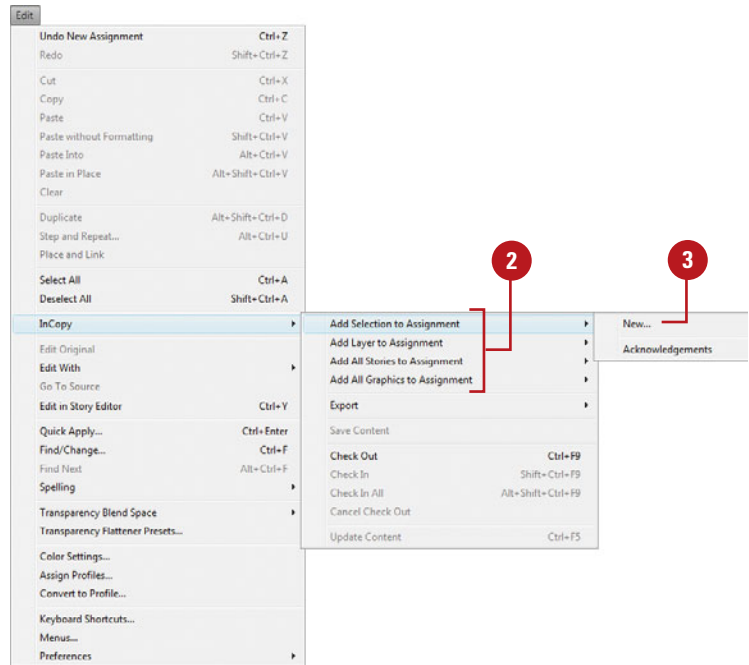 Edit
Undo New Assignment Ctrl+Z
Redo Shift+Ctrl+Z
Cut Ctrl+X
Copy Ctrl+C
Paste Ctrl+V
Paste without Formatting Shift+Ctrl+V
Paste Into Alt+Ctrl+V
Paste in Place Alt+Shift+Ctrl+V
Clear
Duplicate Alt+Shift+Ctrl+D
Step and Repeat... Alt+Ctrl+U
Place and Link
Select All Ctrl+A
Deselect All Shift+Ctrl+A
InCopy
Edit Original
Edit With
Go To Source
Edit in Story Editor Ctrl+Y
Quick Apply... Ctrl+Enter
Find/Change... Ctrl+F
Find Next Alt+Ctrl+F
Spelling
Transparency Blend Space
Transparency Flattener Presets...
Color Settings...
Assign Profiles...
Convert to Profile...
Keyboard Shortcuts...
Menus...
Preferences
2
Add Selection to Assignment
Add Layer to Assignment
Add All Stories to Assignment
Add All Graphics to Assignment
Export
Save Content
Check Out Ctrl+F9
Check In Shift+Ctrl+F9
Check In All Alt+Shift+Ctrl+F9
Cancel Check Out
Update Content Ctrl+F5
3
New...
Acknowledgements